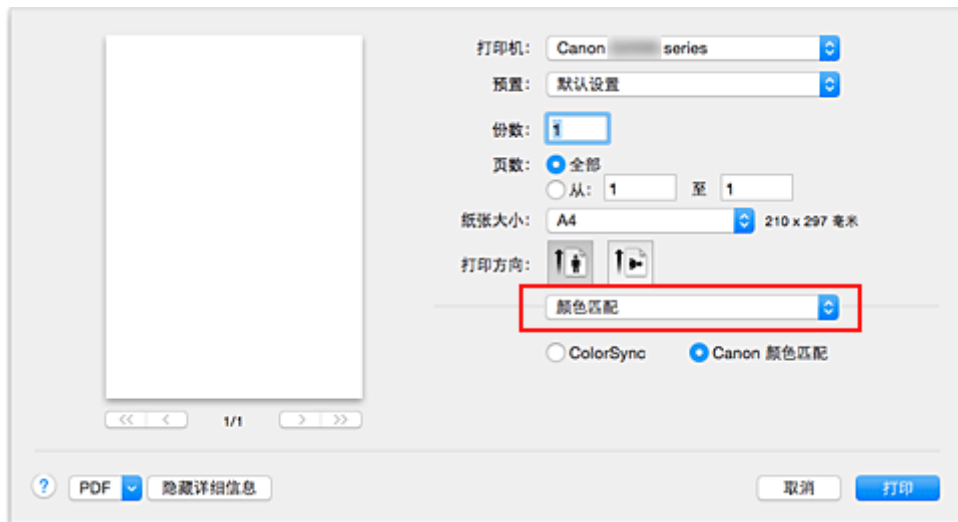 打印机: Canon series
预置: 默认设置
份数: 1
页数: 全部
从: 1 至 1
纸张大小: A4 210 x 297 毫米
打印方向:
颜色匹配
ColorSync Canon 颜色匹配
1/1
? PDF 隐藏详细信息 取消 打印